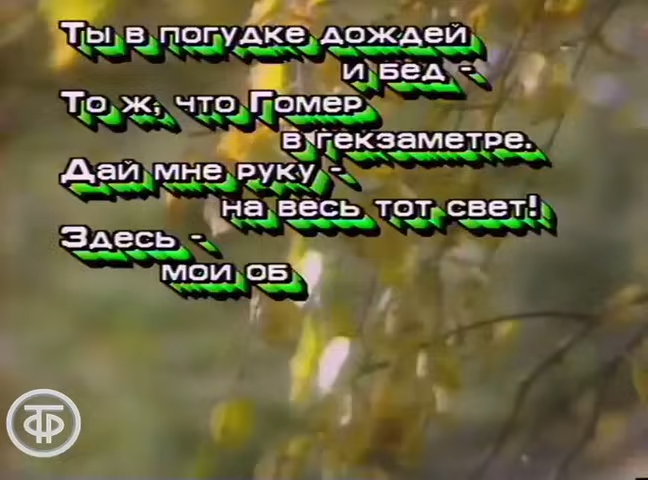 Ты в погудке дождей
и бед -
То ж, что Гомер
в гекзаметре.
Дай мне руку -
на весь тот свет!
Здесь -
мои об